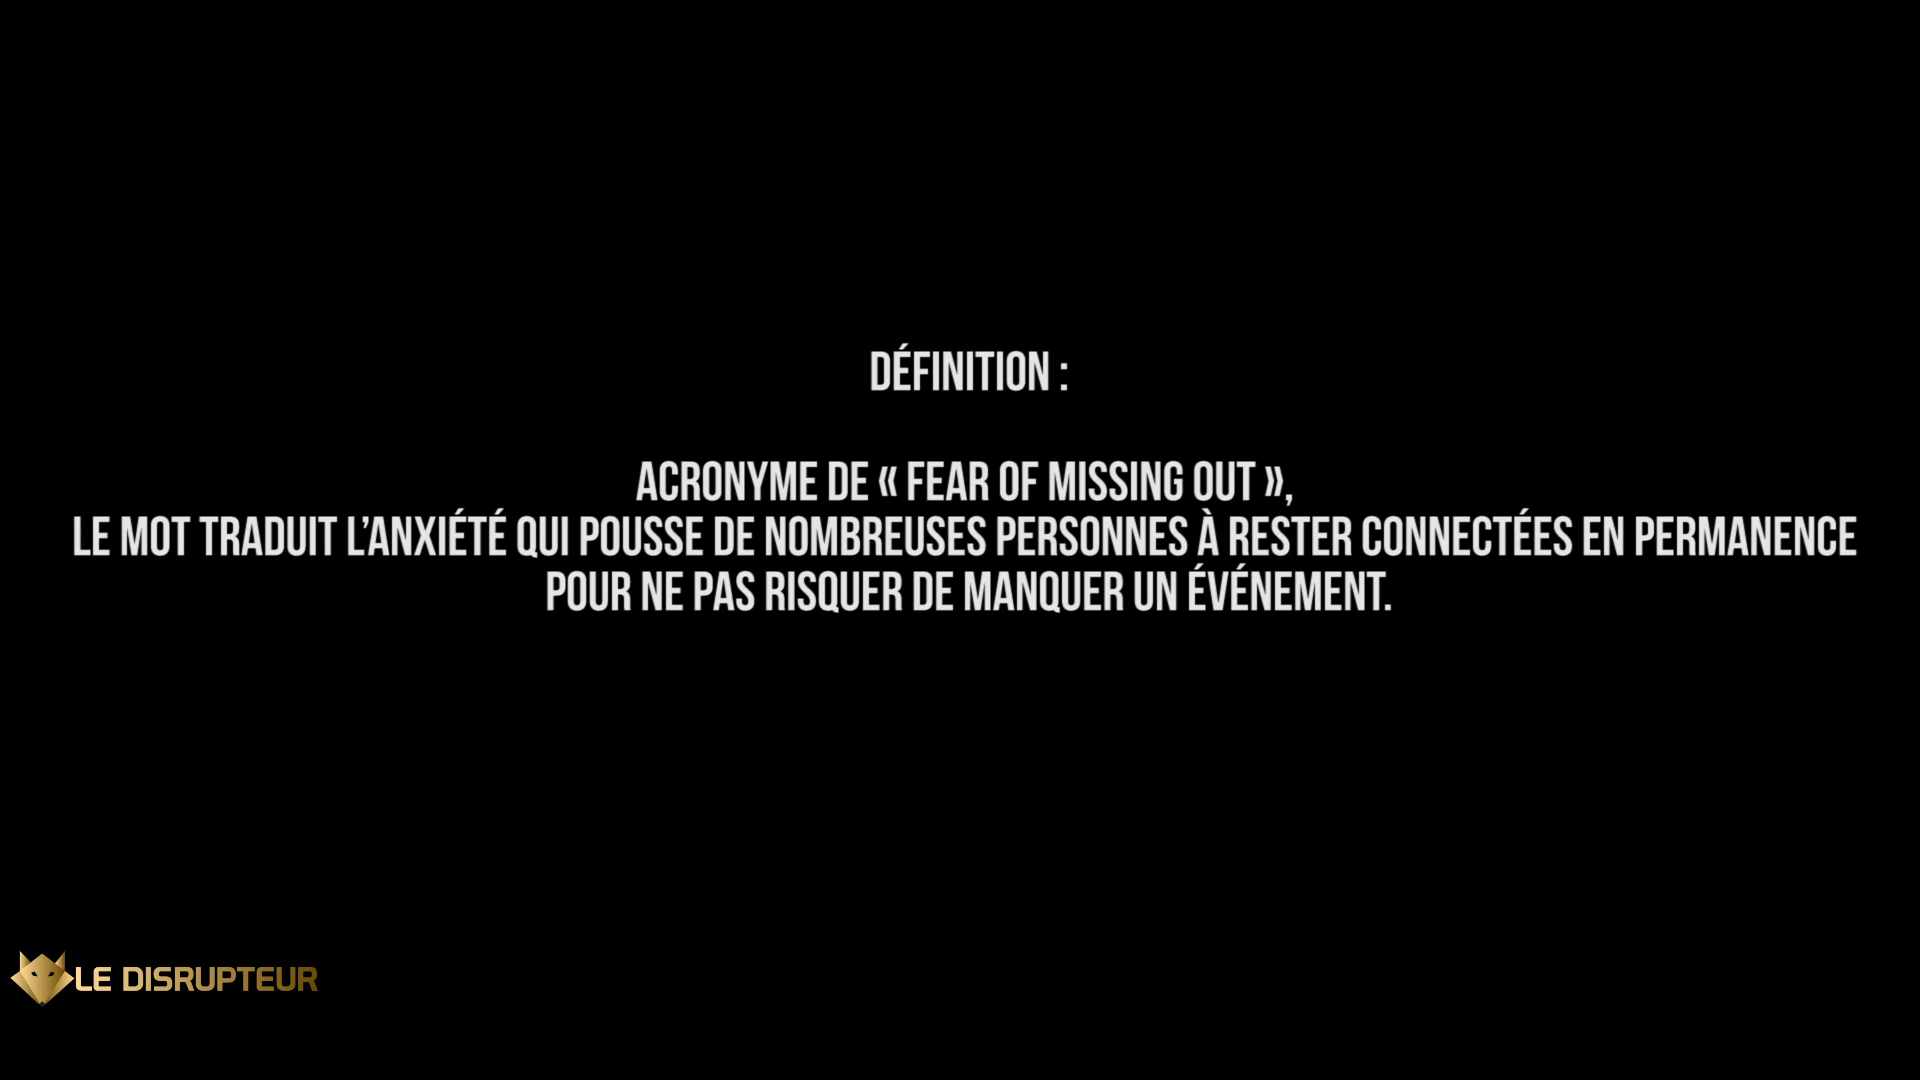 DÉFINITION :
ACRONYME DE « FEAR OF MISSING OUT »,
LE MOT TRADUIT L’ANXIÉTÉ QUI POUSSE DE NOMBREUSES PERSONNES À RESTER CONNECTÉES EN PERMANENCE
POUR NE PAS RISQUER DE MANQUER UN ÉVÉNEMENT.
LE DISRUPTEUR